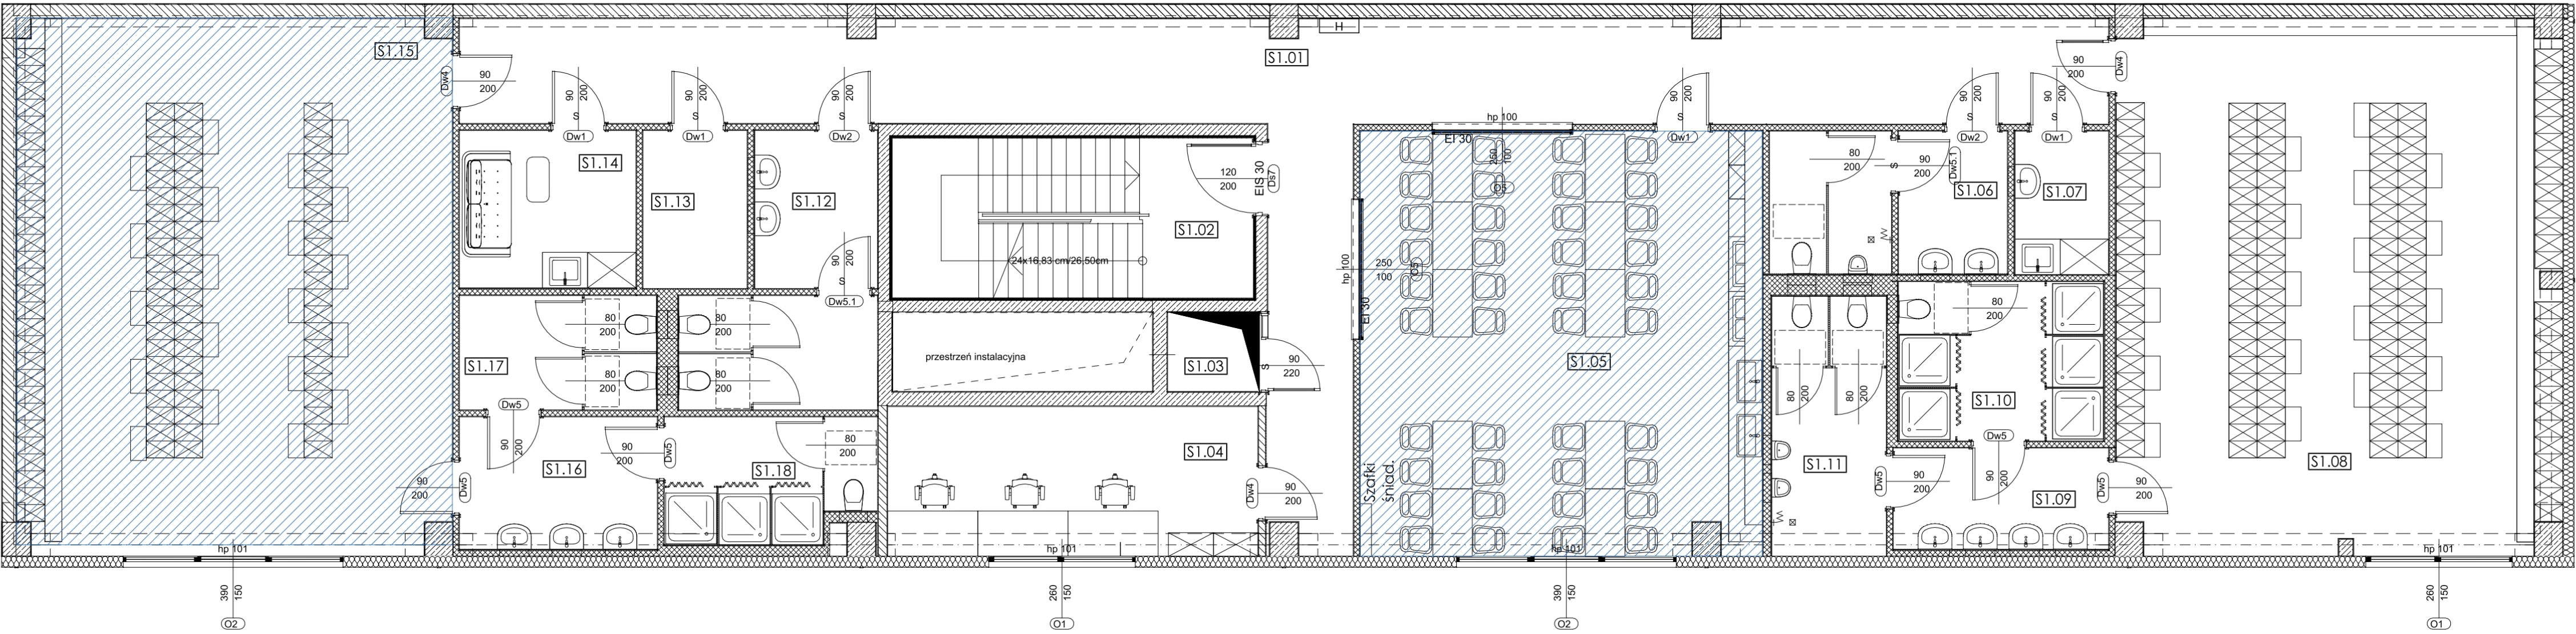 S1.15
H
S1.01
Dw4
90
200
90
200
S
Dw1
90
200
S
Dw1
90
200
S
Dw2
hp 100
EI 30
250
100
O5
90
200
S
Dw1
90
200
S
Dw2
90
200
S
Dw1
90
200
Dw4
S1.14
S1.13
S1.12
S1.02
120
200
EIS 30
Ds7
80
200
S
90
200
Dw5.1
S1.06
S1.07
24x16,83 cm/26,50cm
90
200
S
Dw5.1
hp 100
250
100
O5
EI 30
80
200
80
200
80
200
80
200
80
200
S1.17
przestrzeń instalacyjna
S1.03
S
90
220
S1.05
80
200
80
200
S1.10
Dw5
90
200
Dw5
90
200
Dw5
90
200
S1.16
S1.18
80
200
S1.04
Dw4
90
200
Szafki
śniad.
S1.11
Dw5
90
200
Dw5
90
200
S1.09
Dw5
90
200
S1.08
hp 101
hp 101
hp 101
hp 101
390
150
O2
260
150
O1
390
150
O2
260
150
O1